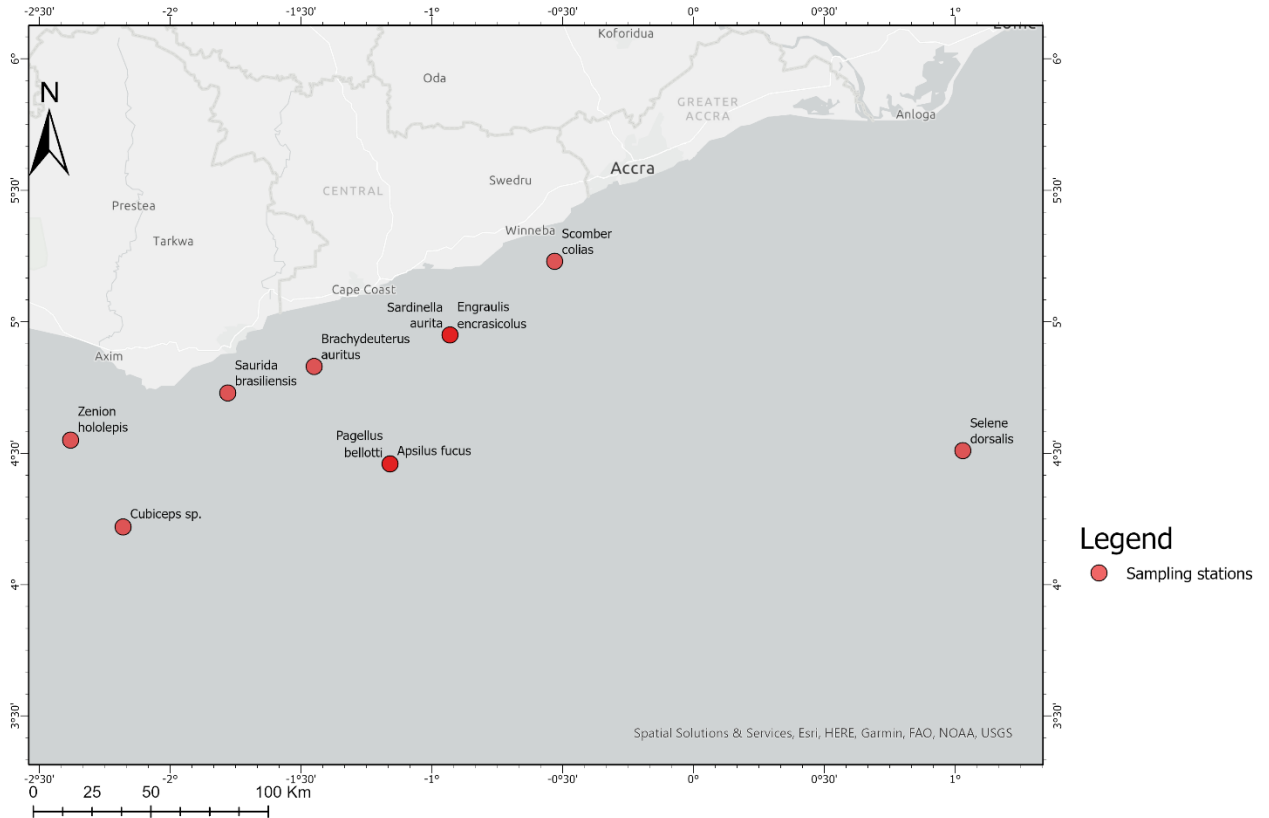 -2°30' -2° -1°30' -1° -0°30' 0° 0°30' 1°
Lomé
Koforidua
6° 6°
Oda
N
GREATER
ACCRA
Anloga
Accra
5°30' 5°30'
Swedru
CENTRAL
Prestea
Winneba
Scomber
colias
Tarkwa
Cape Coast
Sardinella
aurita
Engraulis
encrasicolus
5° 5°
Brachydeuterus
auritus
Axim
Saurida
brasiliensis
Zenion
hololepis
Pagellus
bellotti
Apsilus fucus
Selene
dorsalis
4°30' 4°30'
Cubiceps sp.
Legend
Sampling stations
4° 4°
3°30' 3°30'
Spatial Solutions & Services, Esri, HERE, Garmin, FAO, NOAA, USGS
-2°30' -2° -1°30' -1° -0°30' 0° 0°30' 1°
0 25 50 100 Km